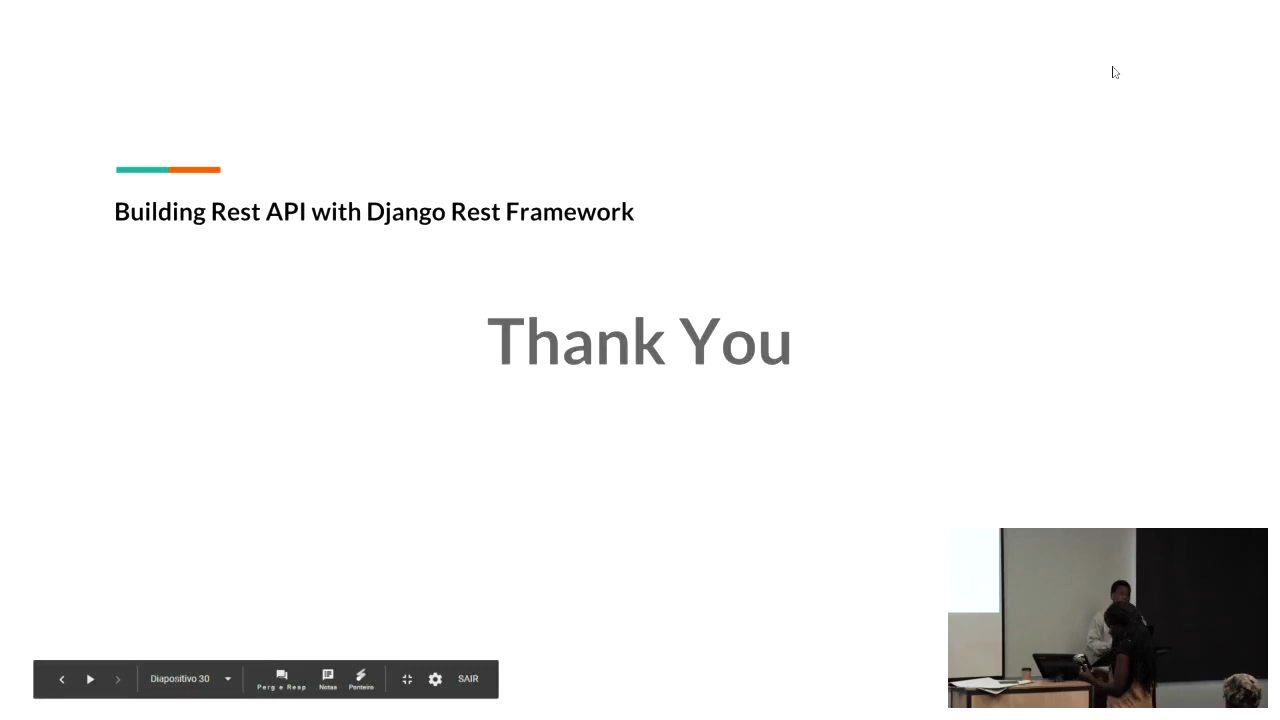 Building Rest API with Django Rest Framework
Thank You
Diapositivo 30
Perg e Resp
Notas
Ponteiro
SAIR